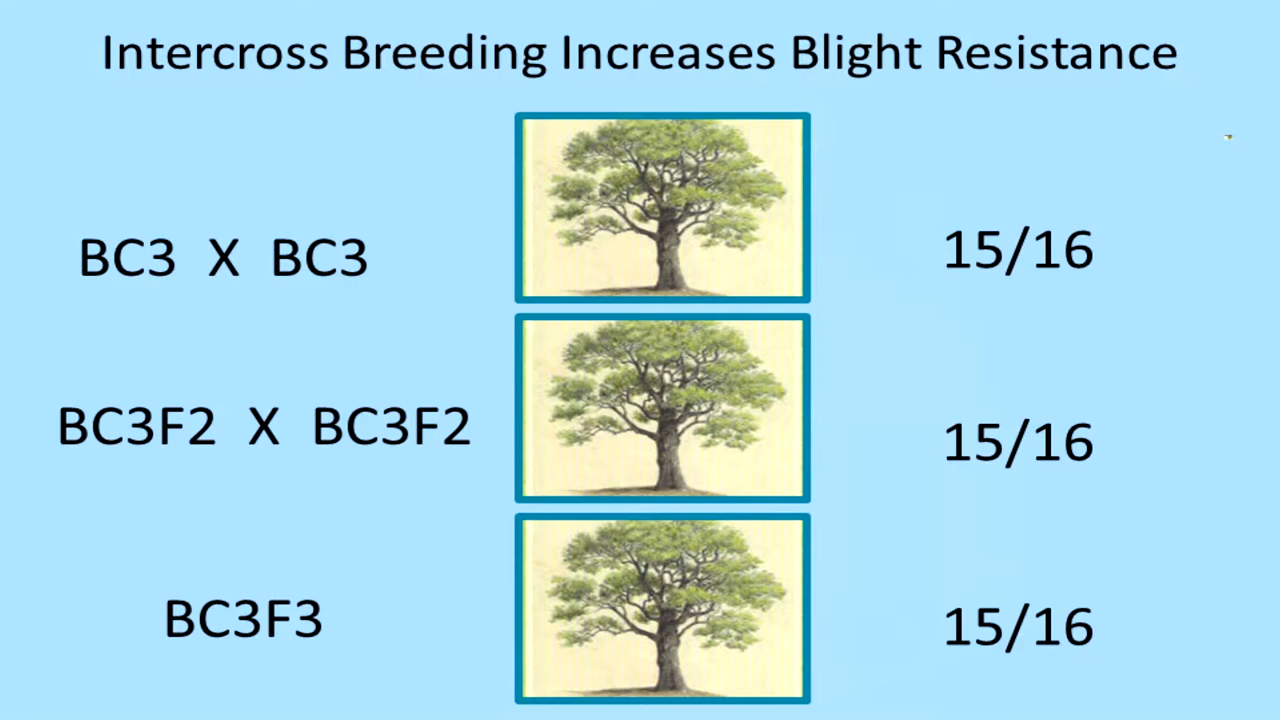 Intercross Breeding Increases Blight Resistance
BC3 X BC3
15/16
BC3F2 X BC3F2
15/16
BC3F3
15/16